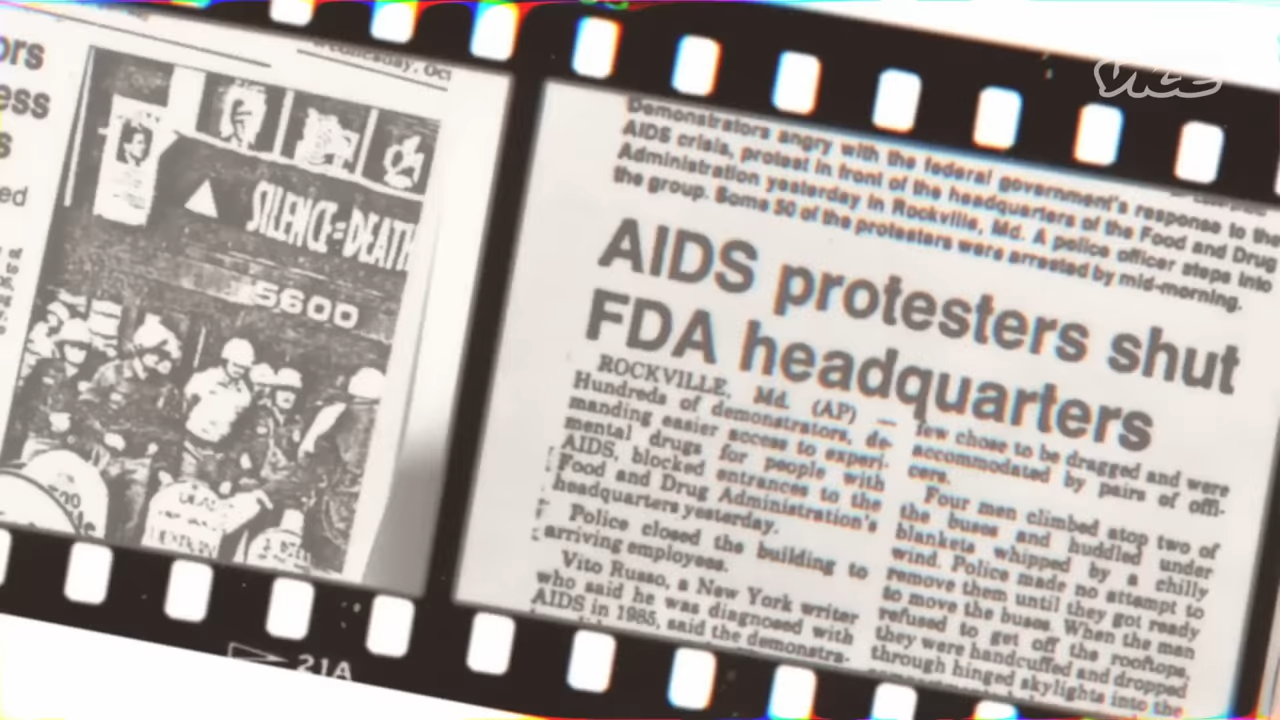 ors
ess
s
ed
Wednesday, Oct
SILENCE=DEATH
5600
VICE
Demonstrators angry with the federal government's response to the
AIDS crisis, protest in front of the headquarters of the Food and Drug
Administration yesterday in Rockville, Md. A police officer steps into
the group. Some 50 of the protesters were arrested by mid-morning.
AIDS protesters shut
FDA headquarters
ROCKVILLE, Md. (AP) —
Hundreds of demonstrators, de-
manding easier access to experi-
mental drugs for people with
AIDS, blocked entrances to the
Food and Drug Administration's
headquarters yesterday.
Police closed the building to
arriving employees.
Vito Russo, a New York writer
who said he was diagnosed with
AIDS in 1985, said the demonstra-
few chose to be dragged and were
accommodated by pairs of offi-
cers.
Four men climbed atop two of
the buses and huddled under
blankets whipped by a chilly
wind. Police made no attempt to
remove them until they got ready
to move the buses. When the man
refused to get off the rooftops,
they were handcuffed and dropped
through hinged skylights into the
21A